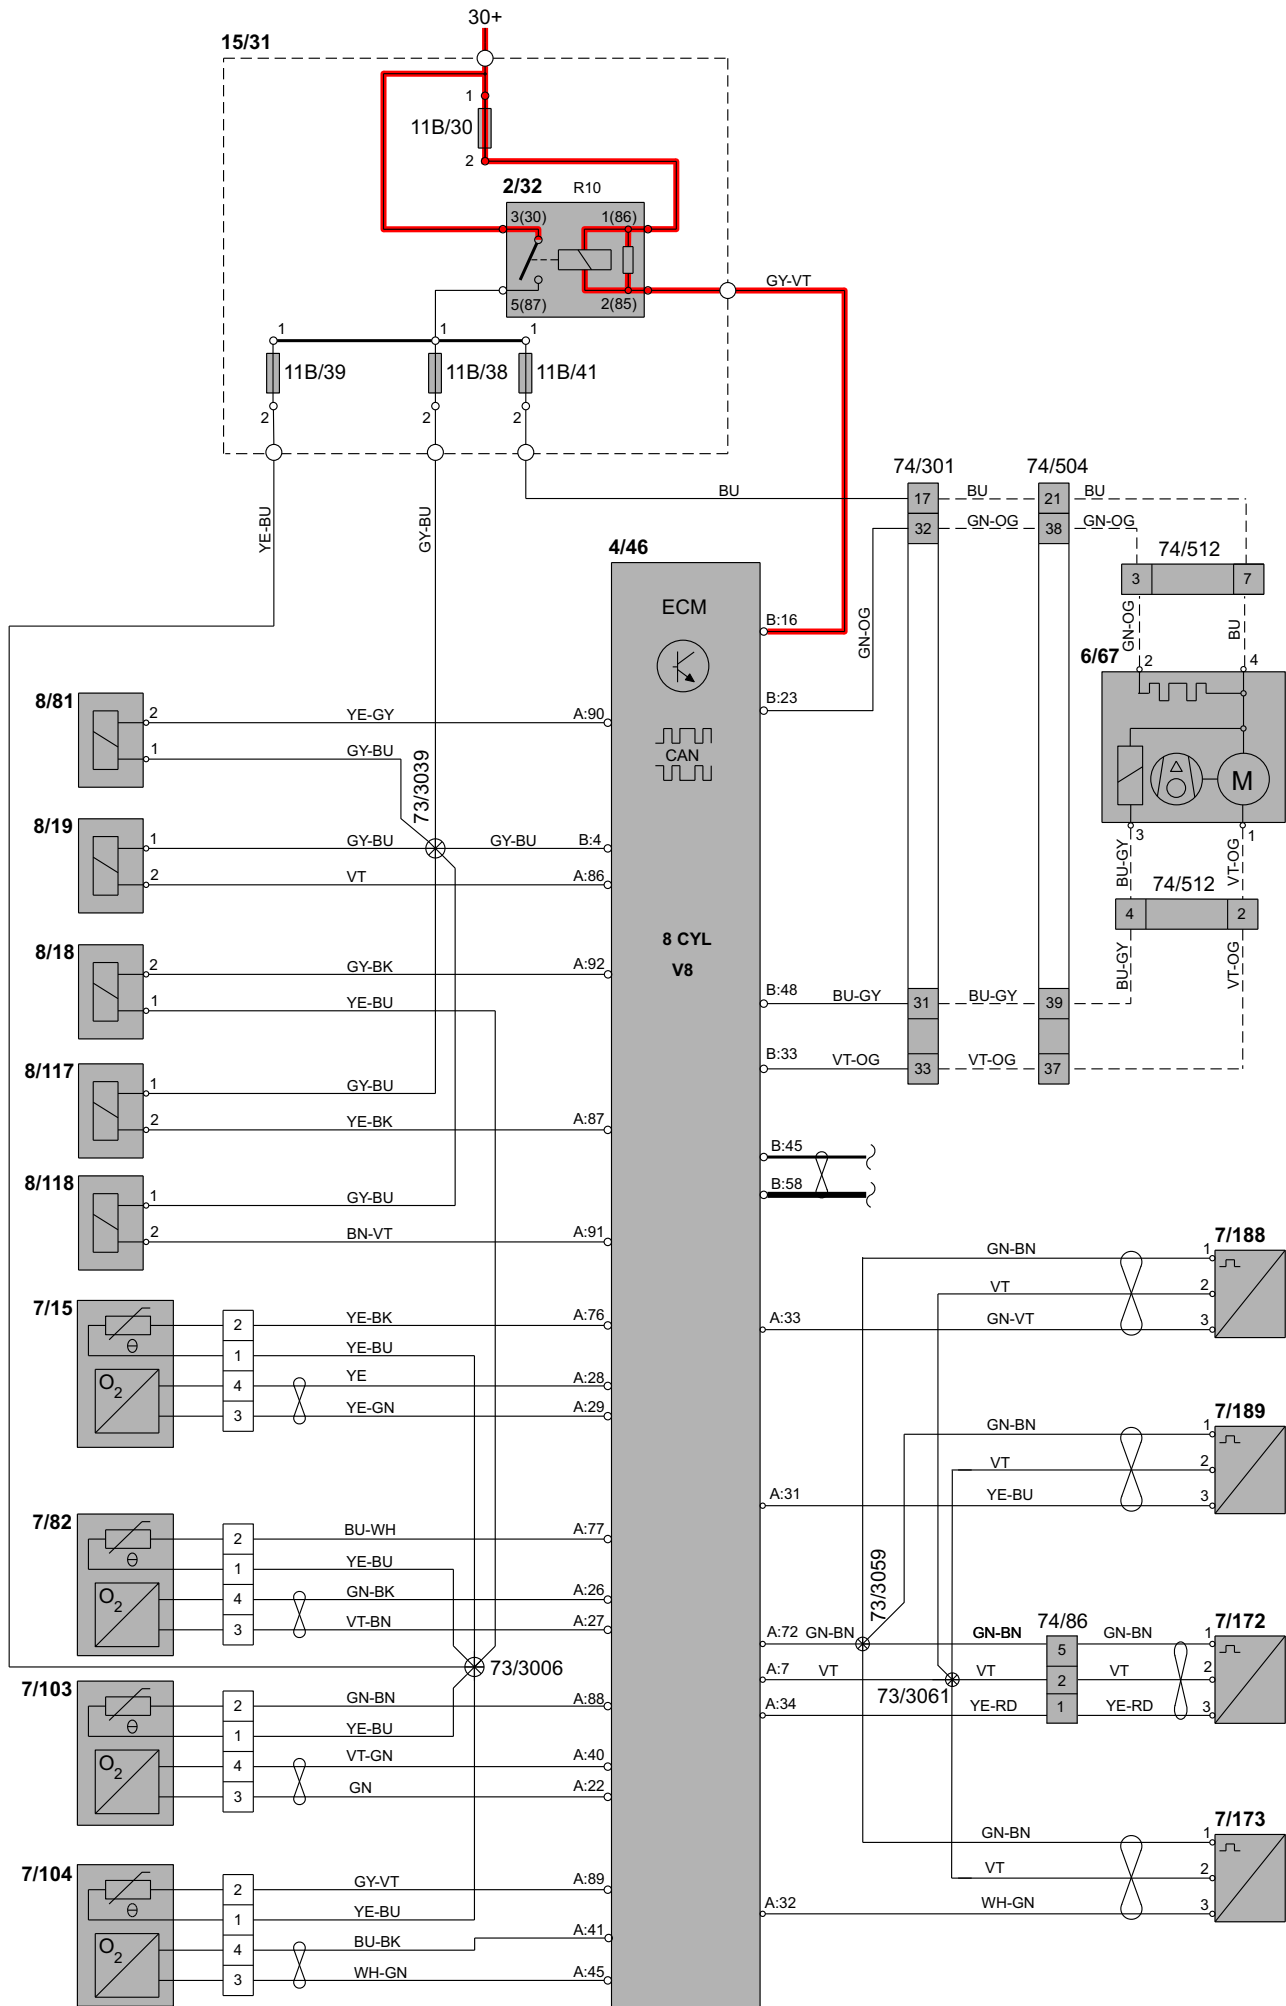 30+
15/31
1
11B/30
2
2/32 R10
3(30) 1(86)
5(87) 2(85)
GY-VT
1 1 1
11B/39 11B/38 11B/41
2 2 2
YE-BU
GY-BU
BU
74/301 74/504
17 BU 21 BU
32 GN-OG 38 GN-OG
74/512
3 7
GN-OG
BU
6/67
2 4
M
3 1
BU-GY
VT-OG
74/512
4 2
BU-GY
VT-OG
4/46
ECM
CAN
8 CYL
V8
B:16
GN-OG
B:23
B:48 BU-GY 31 BU-GY 39
B:33 VT-OG 33 VT-OG 37
B:45
B:58
8/81
2 YE-GY A:90
1 GY-BU
73/3039
8/19
1 GY-BU GY-BU B:4
2 VT A:86
8/18
2 GY-BK A:92
1 YE-BU
8/117
1 GY-BU
2 YE-BK A:87
8/118
1 GY-BU
2 BN-VT A:91
7/15
Θ
O2
2 YE-BK A:76
1 YE-BU
4 YE A:28
3 YE-GN A:29
7/82
Θ
O2
2 BU-WH A:77
1 YE-BU
4 GN-BK A:26
3 VT-BN A:27
73/3006
7/103
Θ
O2
2 GN-BN A:88
1 YE-BU
4 VT-GN A:40
3 GN A:22
7/104
Θ
O2
2 GY-VT A:89
1 YE-BU
4 BU-BK A:41
3 WH-GN A:45
7/188
GN-BN 1
VT 2
A:33 GN-VT 3
7/189
GN-BN 1
VT 2
A:31 YE-BU 3
73/3059
74/86
7/172
A:72 GN-BN GN-BN 5 GN-BN 1
A:7 VT VT 2 VT 2
73/3061
A:34 YE-RD 1 YE-RD 3
7/173
GN-BN 1
VT 2
A:32 WH-GN 3